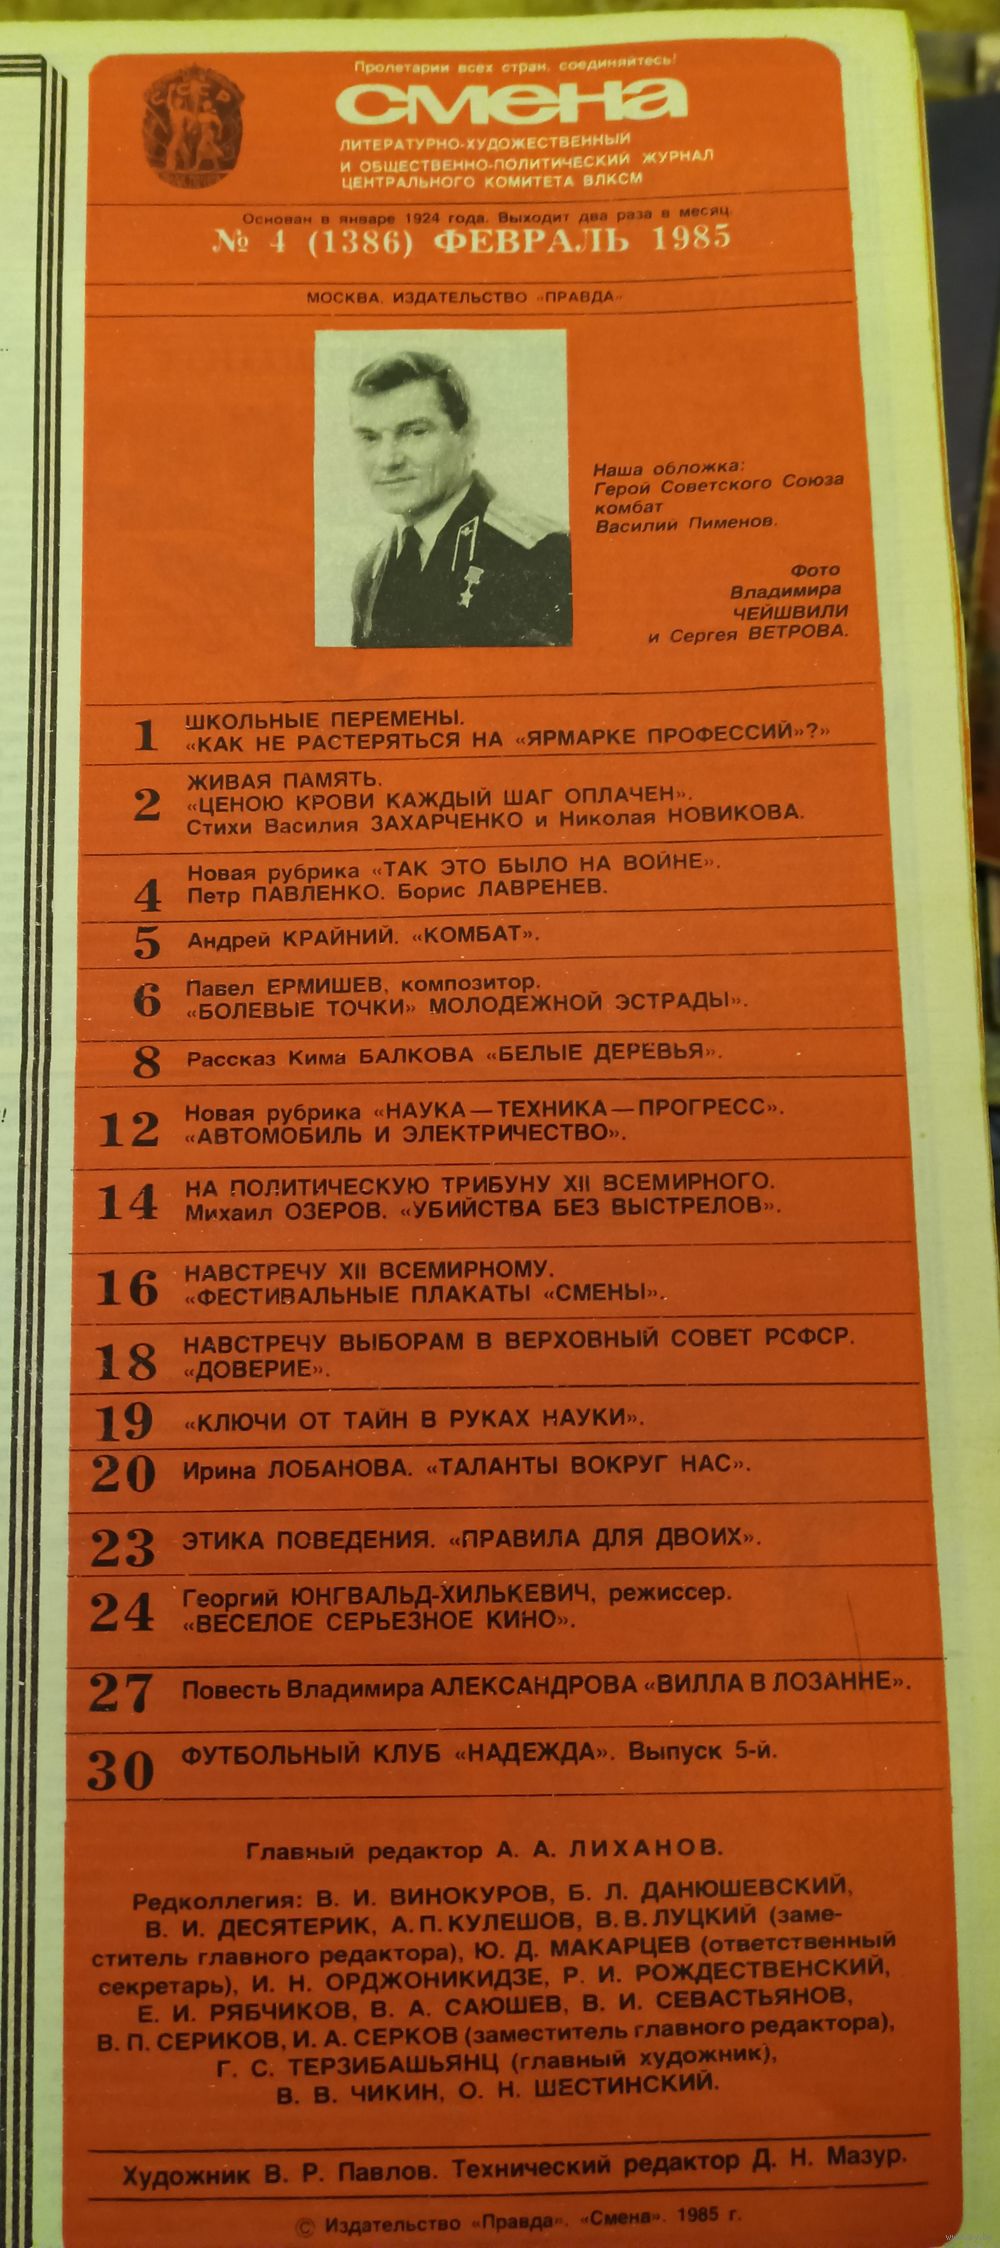 Пролетарии всех стран, соединяйтесь!
СССР
смена
ЛИТЕРАТУРНО-ХУДОЖЕСТВЕННЫЙ
И ОБЩЕСТВЕННО-ПОЛИТИЧЕСКИЙ ЖУРНАЛ
ЦЕНТРАЛЬНОГО КОМИТЕТА ВЛКСМ
Основан в январе 1924 года. Выходит два раза в месяц.
№ 4 (1386) ФЕВРАЛЬ 1985
МОСКВА. ИЗДАТЕЛЬСТВО «ПРАВДА»
Наша обложка:
Герой Советского Союза
комбат
Василий Пименов.
Фото
Владимира
ЧЕЙШВИЛИ
и Сергея ВЕТРОВА.
1 ШКОЛЬНЫЕ ПЕРЕМЕНЫ.
«КАК НЕ РАСТЕРЯТЬСЯ НА «ЯРМАРКЕ ПРОФЕССИЙ»?»
2 ЖИВАЯ ПАМЯТЬ.
«ЦЕНОЮ КРОВИ КАЖДЫЙ ШАГ ОПЛАЧЕН».
Стихи Василия ЗАХАРЧЕНКО и Николая НОВИКОВА.
4 Новая рубрика «ТАК ЭТО БЫЛО НА ВОЙНЕ».
Петр ПАВЛЕНКО. Борис ЛАВРЕНЕВ.
5 Андрей КРАЙНИЙ. «КОМБАТ».
6 Павел ЕРМИШЕВ, композитор.
«БОЛЕВЫЕ ТОЧКИ» МОЛОДЕЖНОЙ ЭСТРАДЫ».
8 Рассказ Кима БАЛКОВА «БЕЛЫЕ ДЕРЕВЬЯ».
12 Новая рубрика «НАУКА — ТЕХНИКА — ПРОГРЕСС».
«АВТОМОБИЛЬ И ЭЛЕКТРИЧЕСТВО».
14 НА ПОЛИТИЧЕСКУЮ ТРИБУНУ XII ВСЕМИРНОГО.
Михаил ОЗЕРОВ. «УБИЙСТВА БЕЗ ВЫСТРЕЛОВ».
16 НАВСТРЕЧУ XII ВСЕМИРНОМУ.
«ФЕСТИВАЛЬНЫЕ ПЛАКАТЫ «СМЕНЫ».
18 НАВСТРЕЧУ ВЫБОРАМ В ВЕРХОВНЫЙ СОВЕТ РСФСР.
«ДОВЕРИЕ».
19 «КЛЮЧИ ОТ ТАЙН В РУКАХ НАУКИ».
20 Ирина ЛОБАНОВА. «ТАЛАНТЫ ВОКРУГ НАС».
23 ЭТИКА ПОВЕДЕНИЯ. «ПРАВИЛА ДЛЯ ДВОИХ».
24 Георгий ЮНГВАЛЬД-ХИЛЬКЕВИЧ, режиссер.
«ВЕСЕЛОЕ СЕРЬЕЗНОЕ КИНО».
27 Повесть Владимира АЛЕКСАНДРОВА «ВИЛЛА В ЛОЗАННЕ».
30 ФУТБОЛЬНЫЙ КЛУБ «НАДЕЖДА». Выпуск 5-й.
Главный редактор А. А. ЛИХАНОВ.
Редколлегия: В. И. ВИНОКУРОВ, Б. Л. ДАНЮШЕВСКИЙ,
В. И. ДЕСЯТЕРИК, А. П. КУЛЕШОВ, В. В. ЛУЦКИЙ (заме-
ститель главного редактора), Ю. Д. МАКАРЦЕВ (ответственный
секретарь), И. Н. ОРДЖОНИКИДЗЕ, Р. И. РОЖДЕСТВЕНСКИЙ,
Е. И. РЯБЧИКОВ, В. А. САЮШЕВ, В. И. СЕВАСТЬЯНОВ,
В. П. СЕРИКОВ, И. А. СЕРКОВ (заместитель главного редактора),
Г. С. ТЕРЗИБАШЬЯНЦ (главный художник),
В. В. ЧИКИН, О. Н. ШЕСТИНСКИЙ.
Художник В. Р. Павлов. Технический редактор Д. Н. Мазур.
© Издательство «Правда». «Смена». 1985 г.